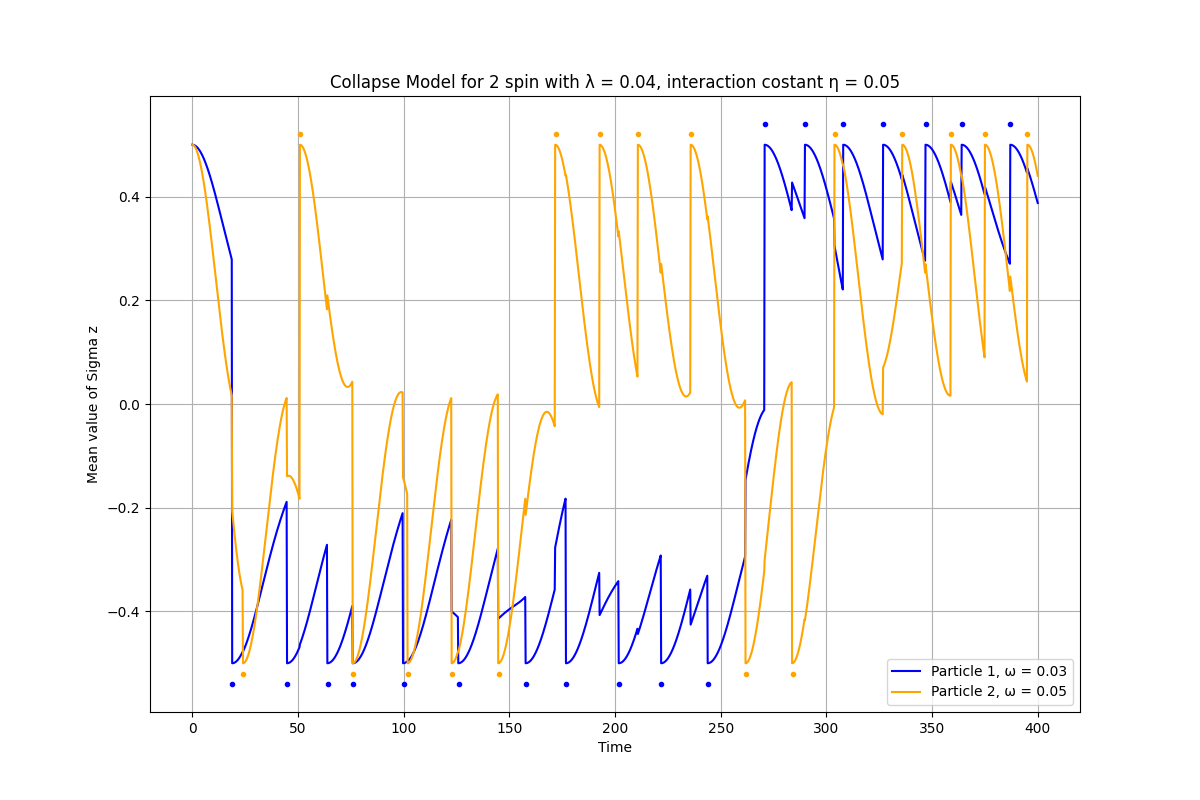 Collapse Model for 2 spin with λ = 0.04, interaction costant η = 0.05
Mean value of Sigma z
0.4
0.2
0.0
−0.2
−0.4
Particle 1, ω = 0.03
Particle 2, ω = 0.05
0 50 100 150 200 250 300 350 400
Time